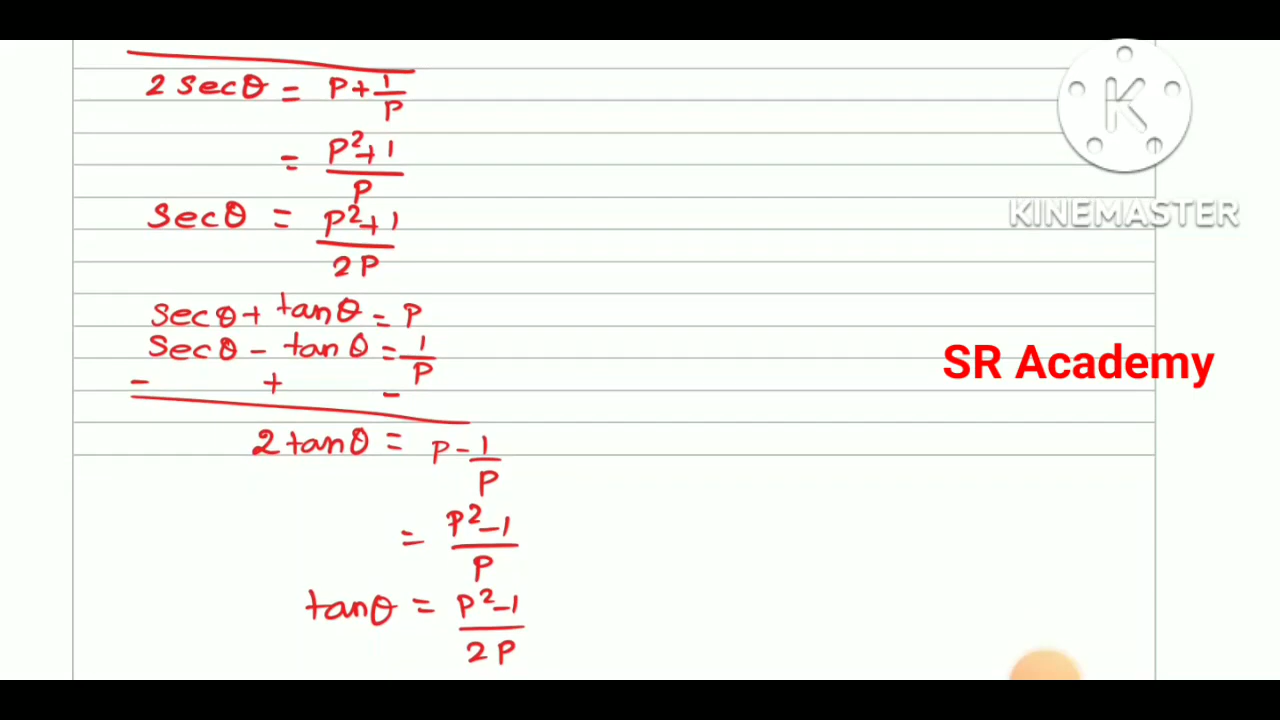 2 secθ = P + 1/P
= P²+1/P
secθ = P²+1/2P
secθ + tanθ = P
secθ - tanθ = 1/P
- + -
2 tanθ = P - 1/P
= P²-1/P
tanθ = P²-1/2P
K
KINEMASTER
SR Academy